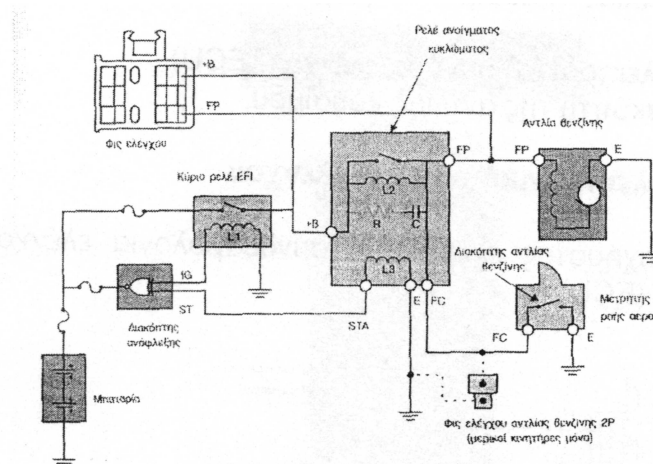 Ρελέ ανοίγματος
κυκλώματος
+B
FP
Φις ελέγχου
Κύριο ρελέ EFI
L1
IG
ST
Διακόπτης
ανάφλεξης
Μπαταρία
+B
L2
R
C
L3
STA
E
FC
FP
FP
Αντλία βενζίνης
E
Διακόπτης αντλίας
βενζίνης
Μετρητής
ροής αέρα
FC
E
Φις ελέγχου αντλίας βενζίνης 2P
(μερικοί κινητήρες μόνο)